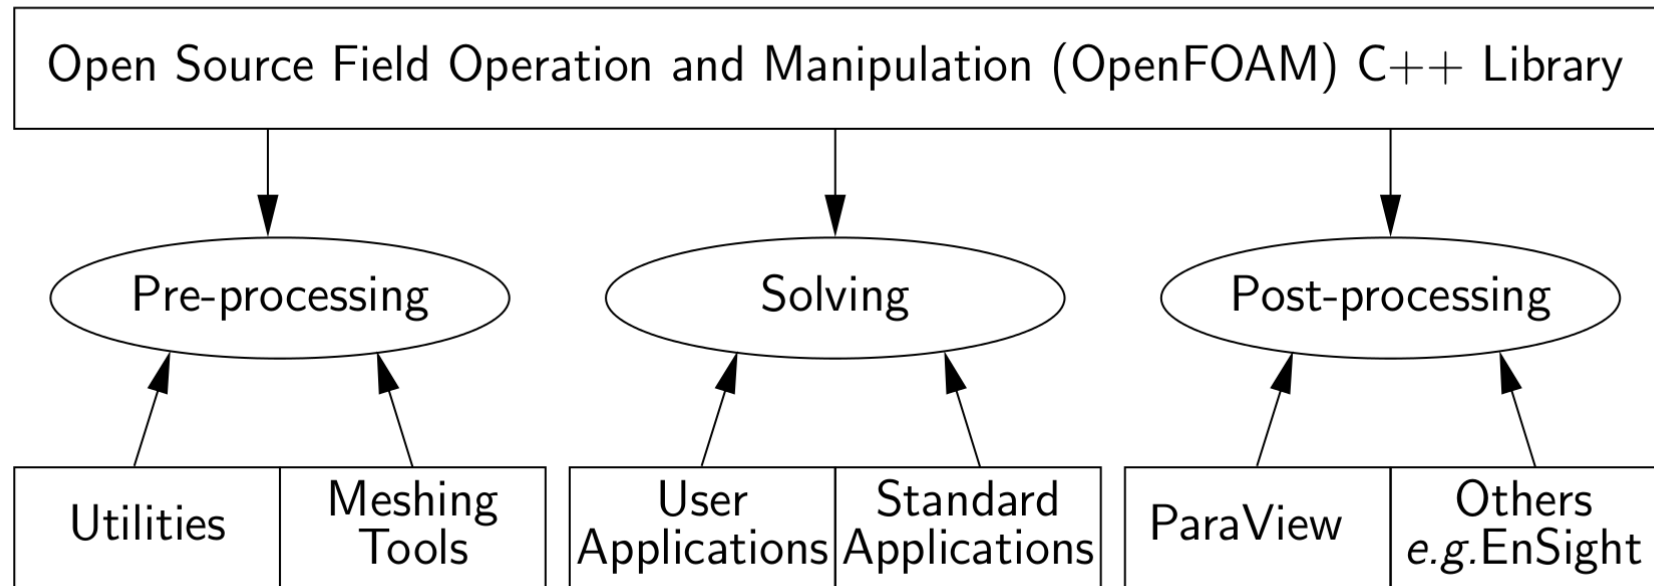 Open Source Field Operation and Manipulation (OpenFOAM) C++ Library
Pre-processing
Solving
Post-processing
Utilities
Meshing
Tools
User
Applications
Standard
Applications
ParaView
Others
e.g.EnSight